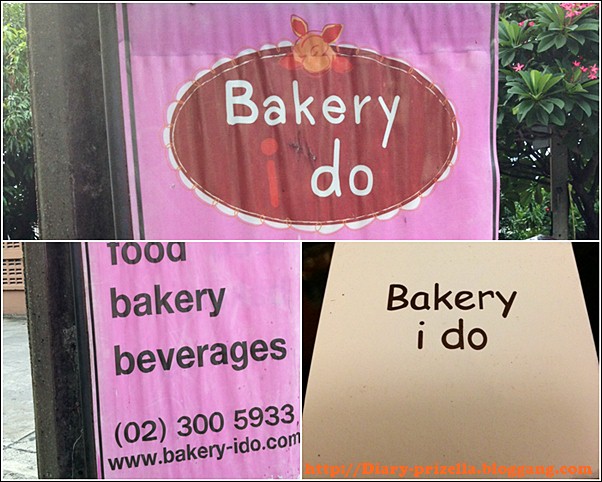 Bakery
i do
food
bakery
beverages
(02) 300 5933,
www.bakery-ido.com
Bakery
i do
http://Diary-prizella.bloggang.com